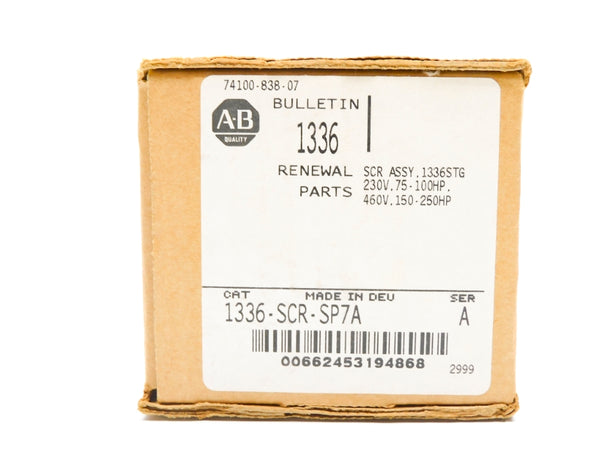 74100-838-07
A-B
QUALITY
BULLETIN
1336
RENEWAL PARTS
SCR ASSY,1336STG
230V,75-100HP,
460V,150-250HP
CAT MADE IN DEU SER
1336-SCR-SP7A A
00662453194868
2999